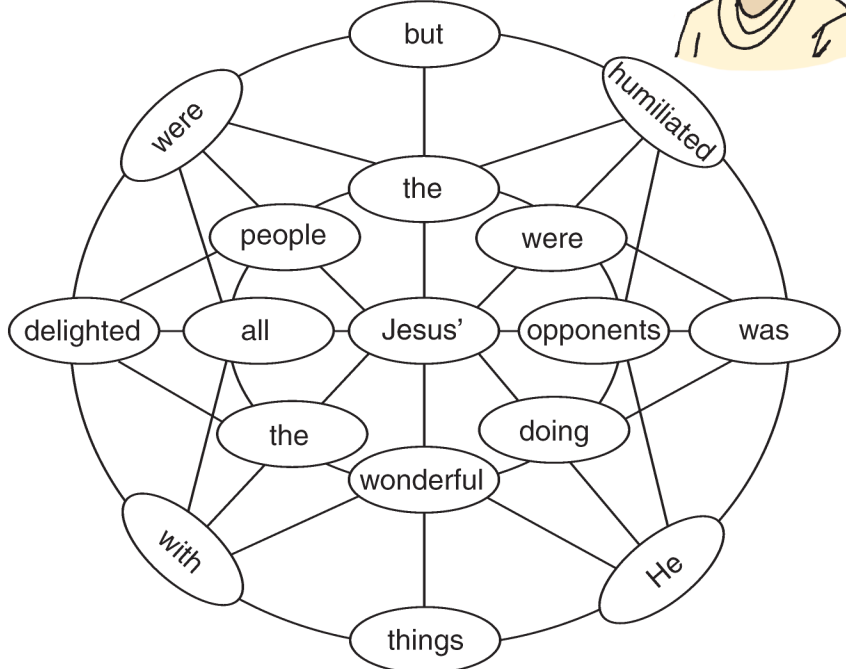 but
were
humiliated
the
people
were
delighted
all
Jesus’
opponents
was
the
doing
wonderful
with
He
things